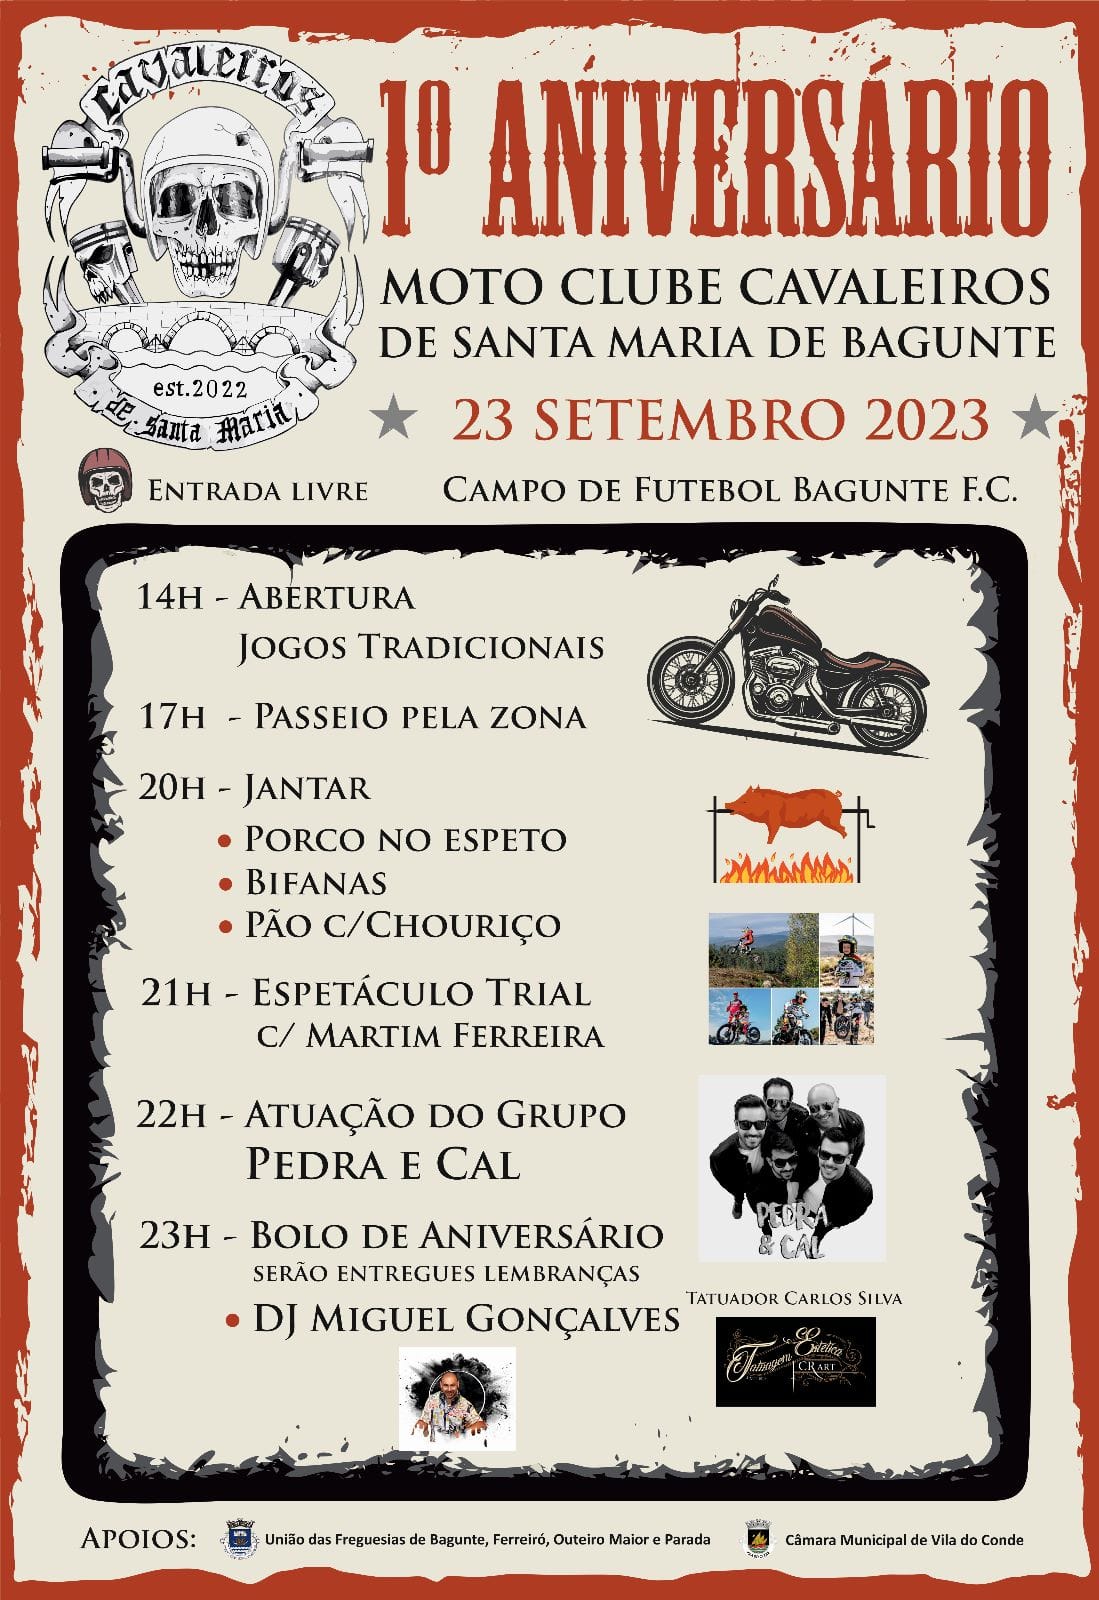 Cavaleiros
est.2022
de Santa Maria
1º ANIVERSÁRIO
MOTO CLUBE CAVALEIROS
DE SANTA MARIA DE BAGUNTE
23 SETEMBRO 2023
ENTRADA LIVRE
CAMPO DE FUTEBOL BAGUNTE F.C.
14H - ABERTURA
JOGOS TRADICIONAIS
17H - PASSEIO PELA ZONA
20H - JANTAR
• PORCO NO ESPETO
• BIFANAS
• PÃO C/CHOURIÇO
21H - ESPETÁCULO TRIAL
C/ MARTIM FERREIRA
22H - ATUAÇÃO DO GRUPO
PEDRA E CAL
PEDRA
& CAL
23H - BOLO DE ANIVERSÁRIO
SERÃO ENTREGUES LEMBRANÇAS
• DJ MIGUEL GONÇALVES
TATUADOR CARLOS SILVA
Tatuagem Estética
CR ART
APOIOS:
União das Freguesias de Bagunte, Ferreiró, Outeiro Maior e Parada
Câmara Municipal de Vila do Conde